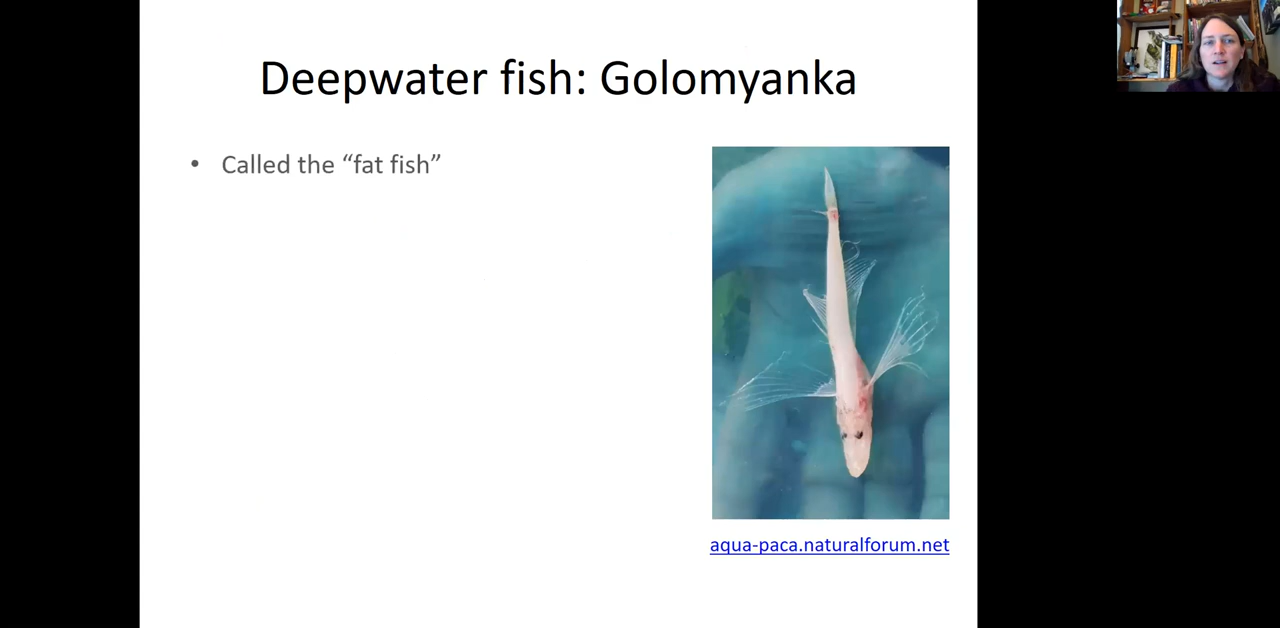 Deepwater fish: Golomyanka
• Called the “fat fish”
aqua-paca.naturalforum.net